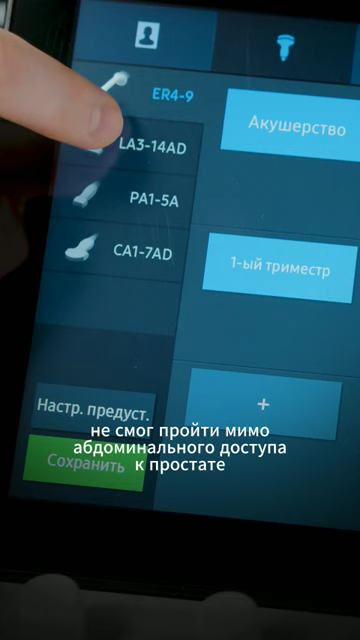 ER4-9
Акушерство
LA3-14AD
PA1-5A
CA1-7AD
1-ый триместр
+
Настр. предуст.
Сохранить
не смог пройти мимо
абдоминального доступа
к простате